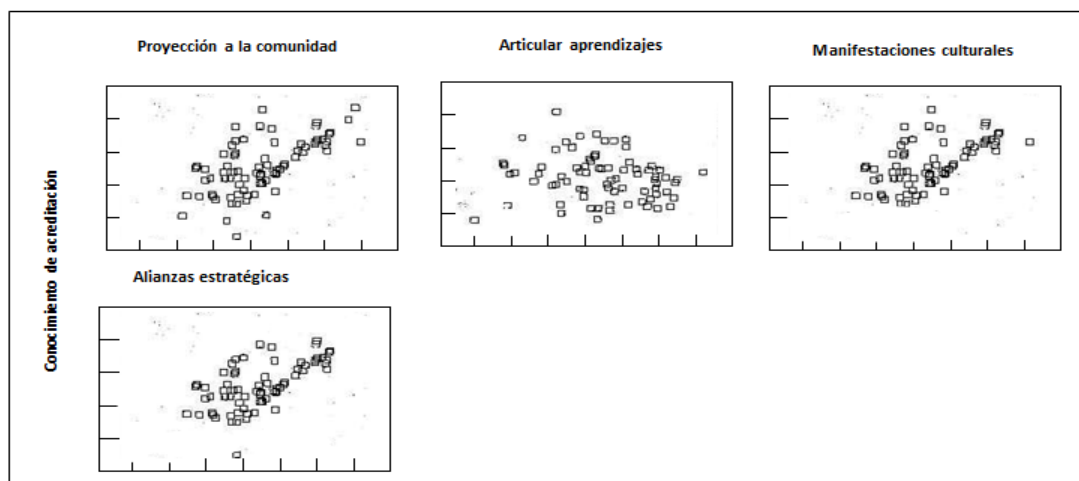 Proyección a la comunidad
Articular aprendizajes
Manifestaciones culturales
Alianzas estratégicas
Conocimiento de acreditación